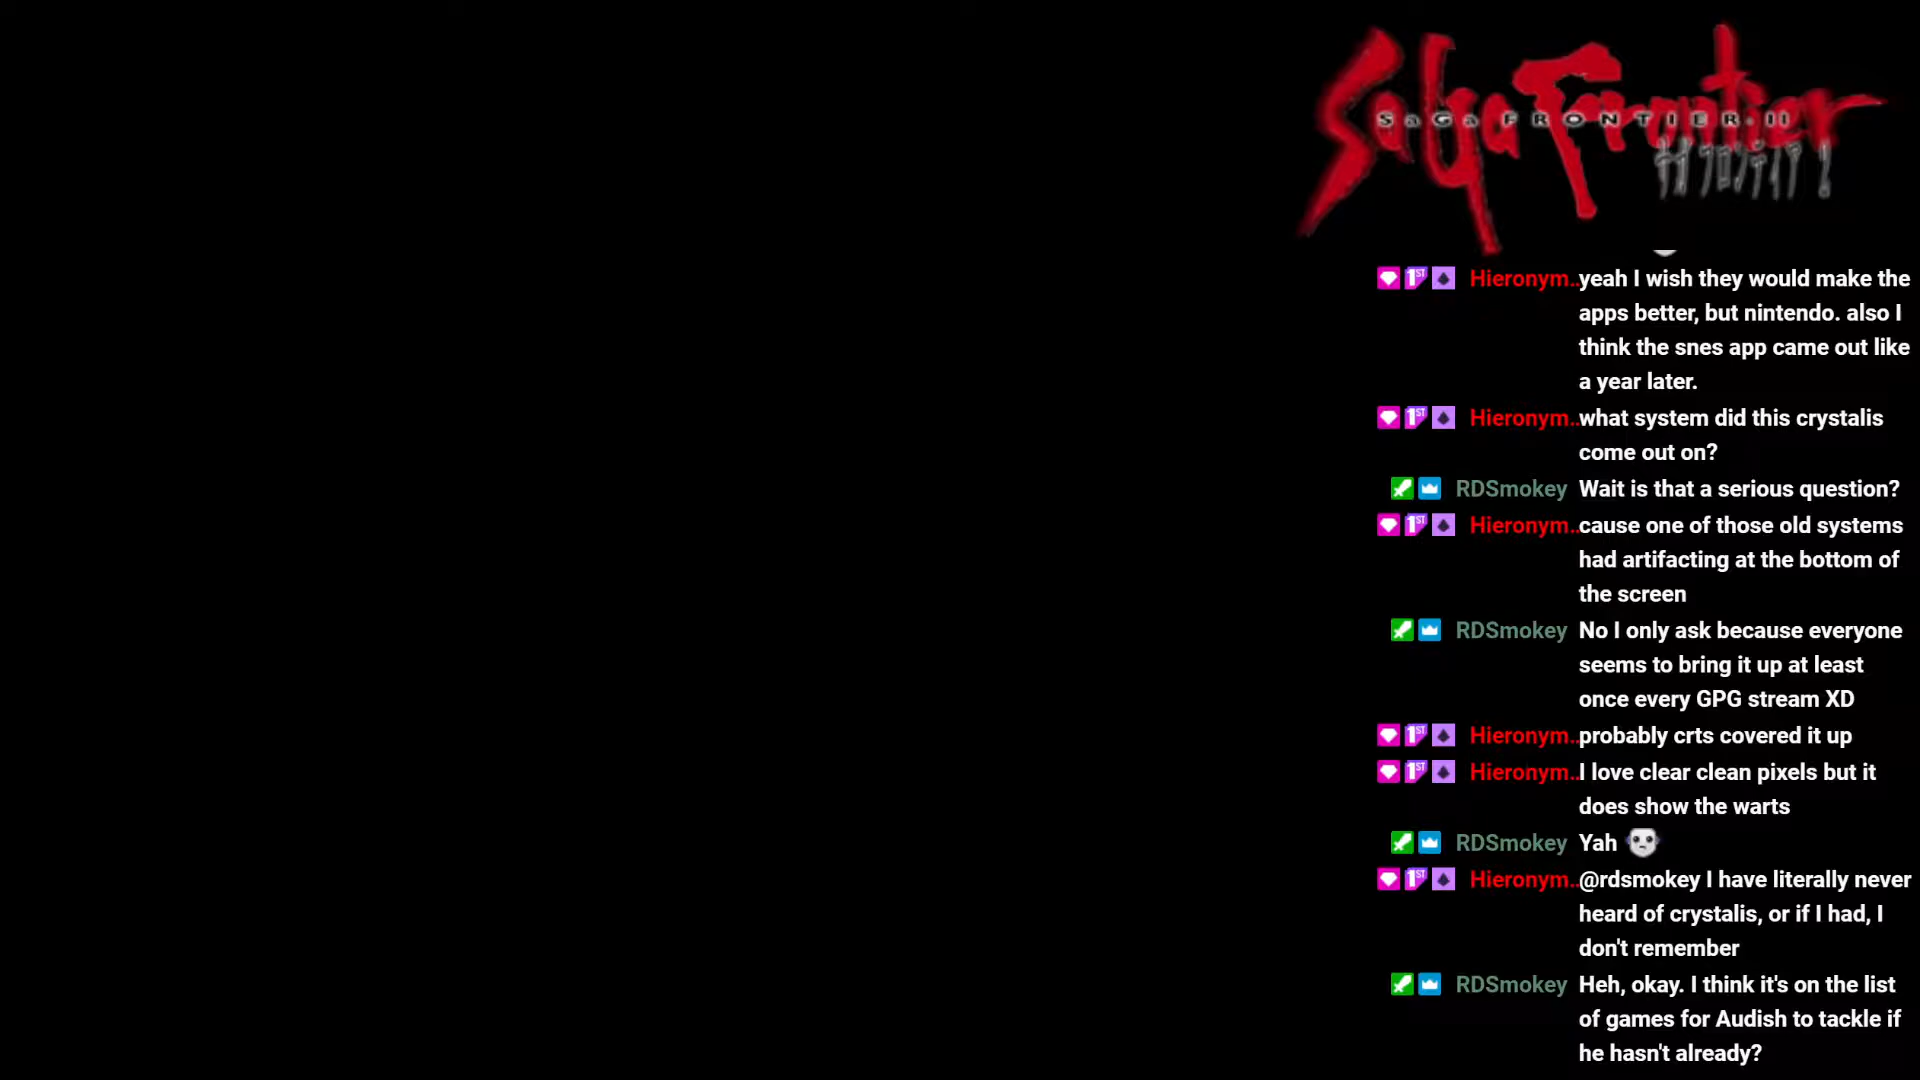 SaGa Frontier
SaGa FRONTIER II
Hieronym.. yeah I wish they would make the
apps better, but nintendo. also I
think the snes app came out like
a year later.
Hieronym.. what system did this crystalis
come out on?
RDSmokey Wait is that a serious question?
Hieronym.. cause one of those old systems
had artifacting at the bottom of
the screen
RDSmokey No I only ask because everyone
seems to bring it up at least
once every GPG stream XD
Hieronym.. probably crts covered it up
Hieronym.. I love clear clean pixels but it
does show the warts
RDSmokey Yah
Hieronym.. @rdsmokey I have literally never
heard of crystalis, or if I had, I
don't remember
RDSmokey Heh, okay. I think it's on the list
of games for Audish to tackle if
he hasn't already?